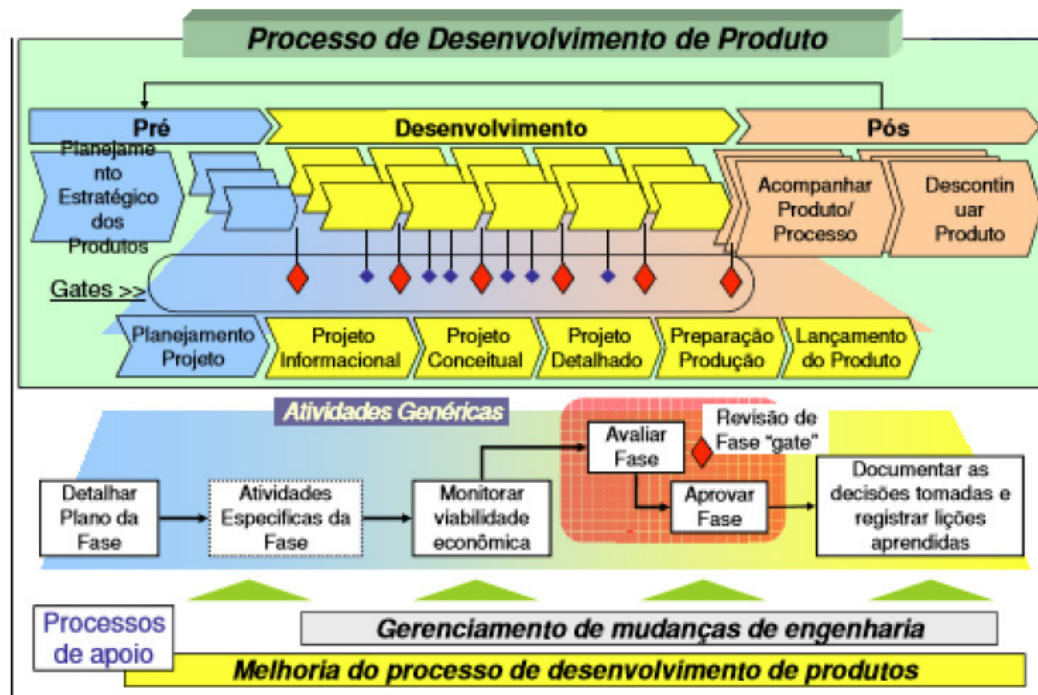 Processo de Desenvolvimento de Produto
Pré
Desenvolvimento
Pós
Planejame
nto
Estratégico
dos
Produtos
Acompanhar
Produto/
Processo
Descontin
uar Produto
Gates >>
Planejamento
Projeto
Projeto
Informacional
Projeto
Conceitual
Projeto
Detalhado
Preparação
Produção
Lançamento
do Produto
Atividades Genéricas
Detalhar
Plano da
Fase
Atividades
Especificas da
Fase
Monitorar
viabilidade
econômica
Avaliar
Fase
Revisão de
Fase "gate"
Aprovar
Fase
Documentar as
decisões tomadas e
registrar lições
aprendidas
Processos
de apoio
Gerenciamento de mudanças de engenharia
Melhoria do processo de desenvolvimento de produtos